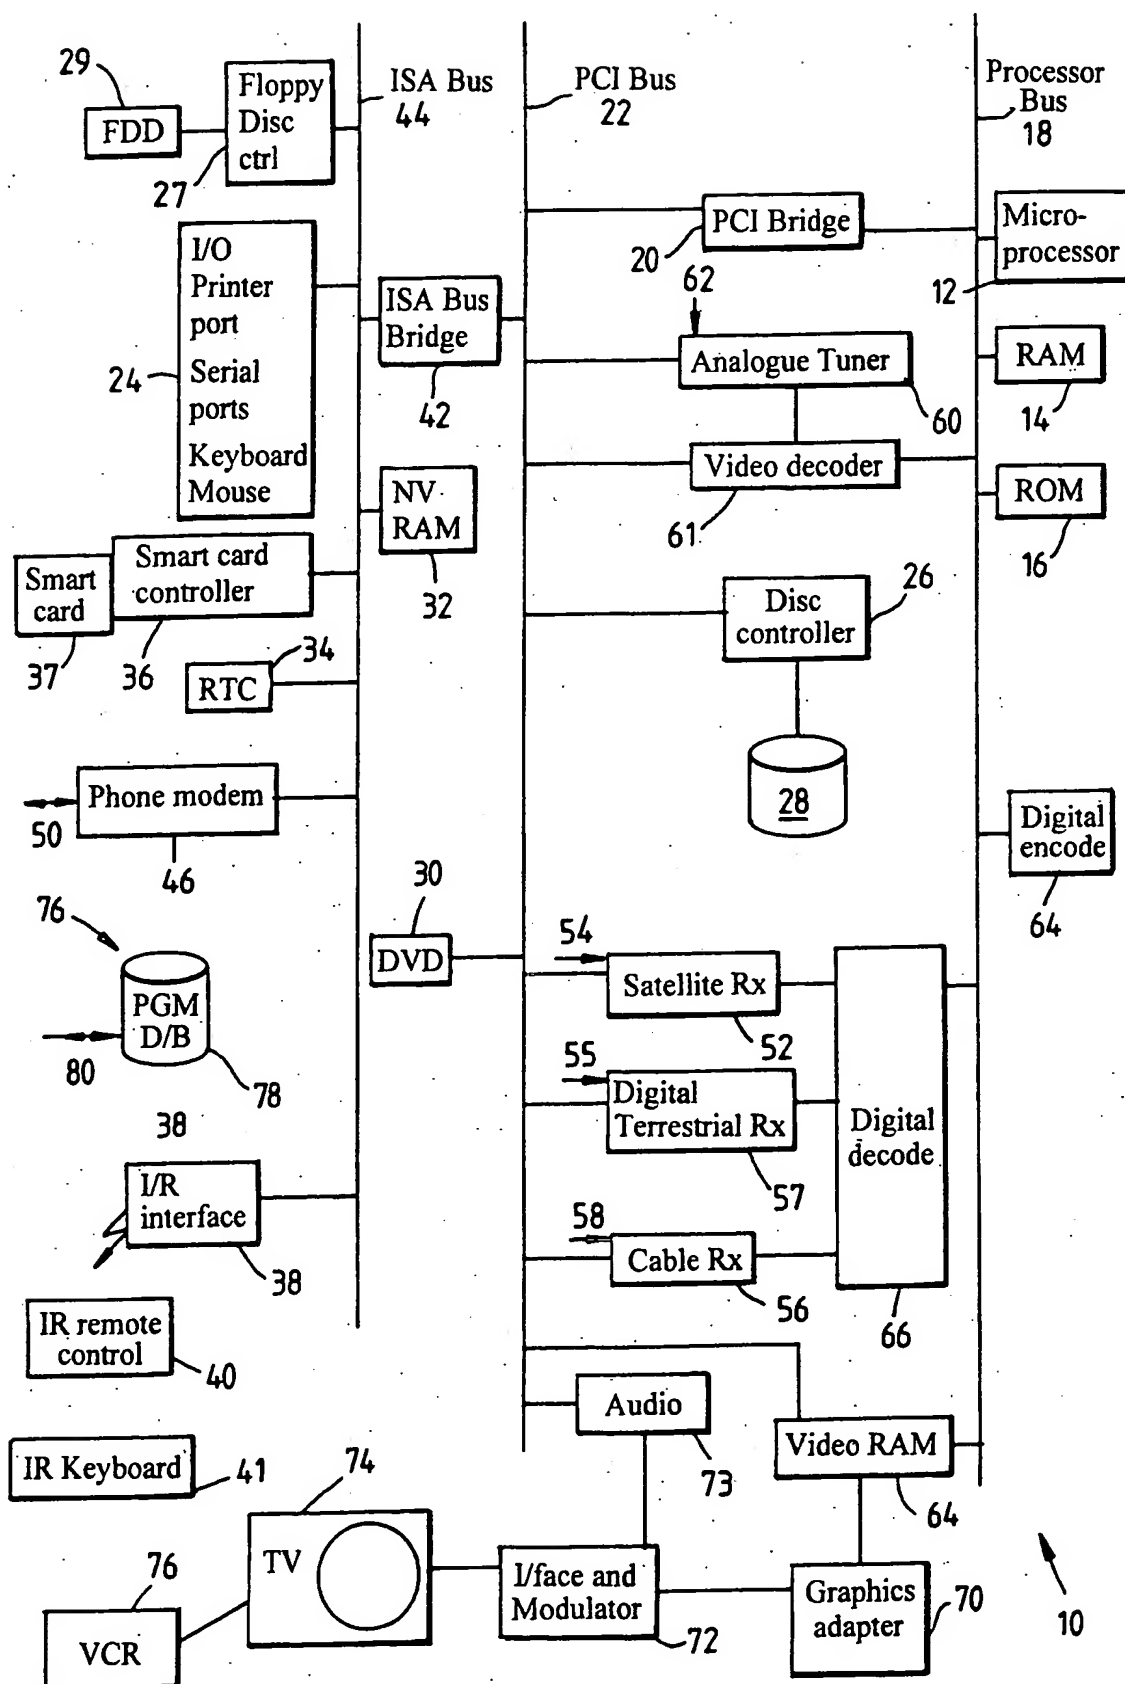 29
FDD
Floppy
Disc
ctrl
27
ISA Bus
44
PCI Bus
22
Processor
Bus
18
I/O
Printer
port
Serial
ports
Keyboard
Mouse
24
ISA Bus
Bridge
42
PCI Bridge
20
Micro-
processor
12
62
Analogue Tuner
60
RAM
14
Video decoder
61
ROM
16
NV
RAM
32
Smart
card
37
Smart card
controller
36
34
RTC
Disc
controller
26
28
Phone modem
50
46
Digital
encode
64
30
DVD
76
PGM
D/B
80
78
54
Satellite Rx
52
55
Digital
Terrestrial Rx
57
58
Cable Rx
56
Digital
decode
66
38
I/R
interface
38
IR remote
control
40
IR Keyboard
41
Audio
73
Video RAM
64
74
TV
76
VCR
I/face and
Modulator
72
Graphics
adapter
70
10